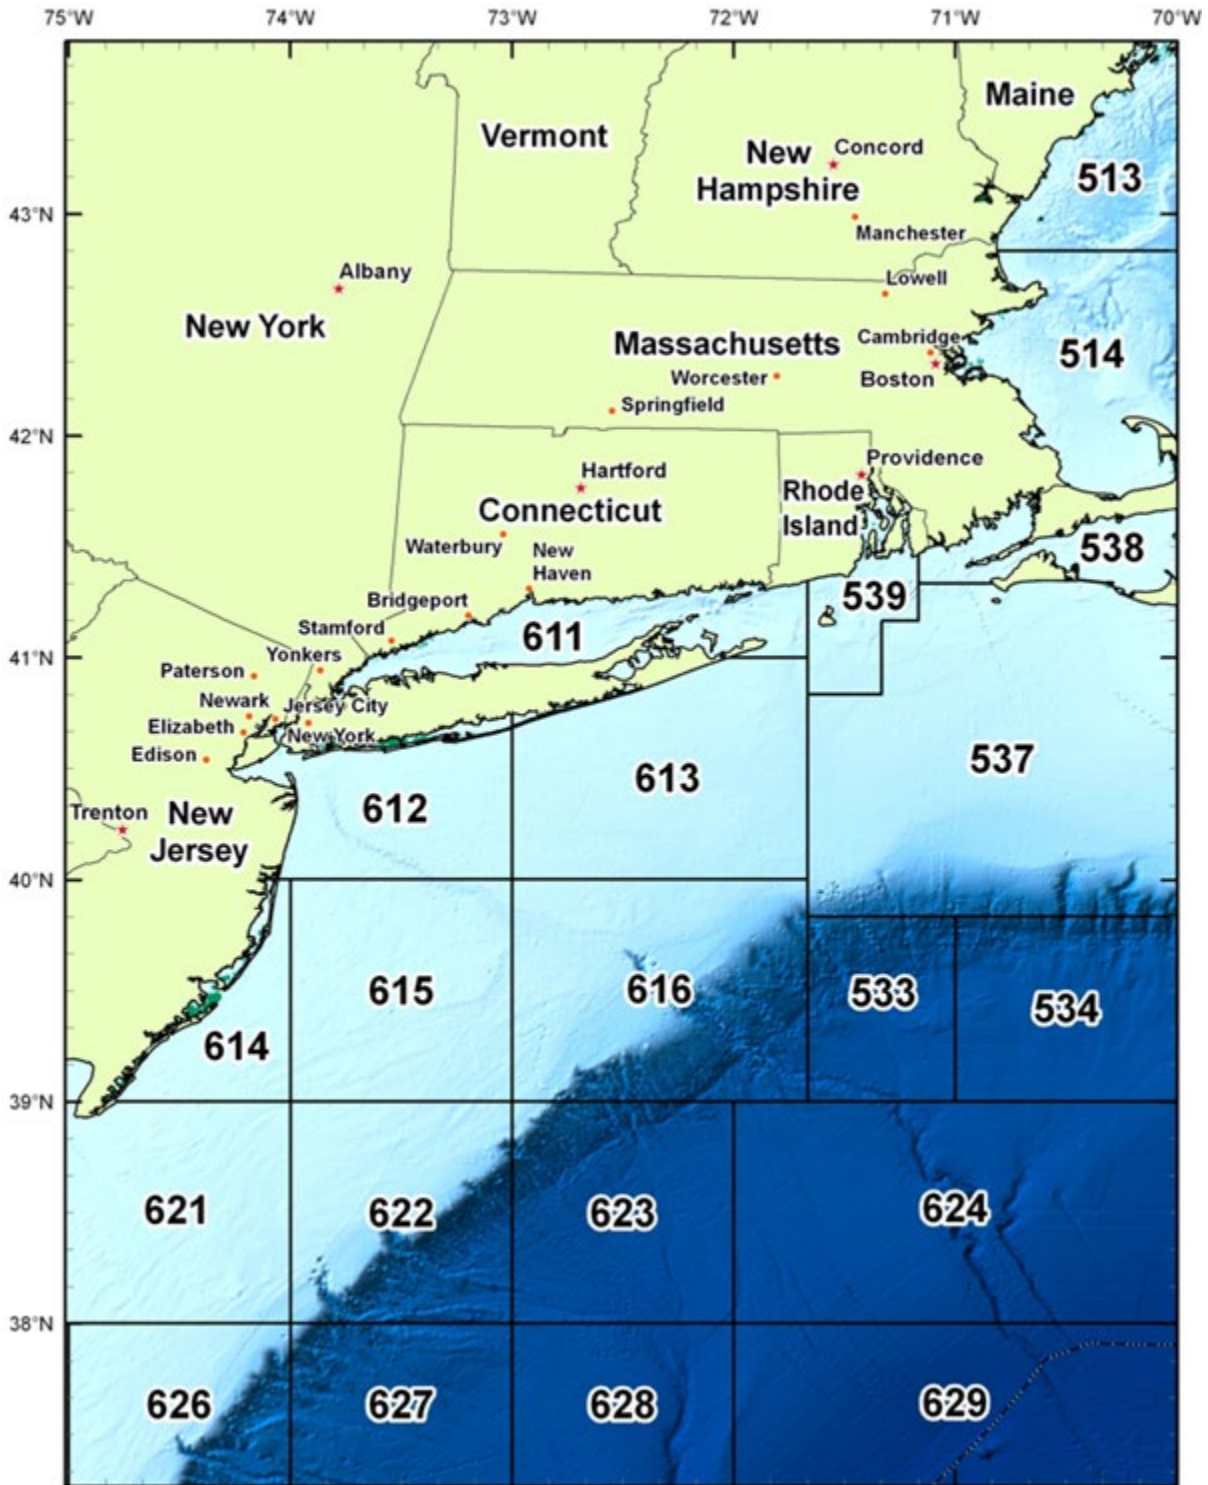 75°W 74°W 73°W 72°W 71°W 70°W
Maine
Vermont
New
Hampshire
Concord
513
43°N
Manchester
Albany
Lowell
New York
Massachusetts
Cambridge
514
Worcester
Boston
Springfield
42°N
Providence
Hartford
Rhode
Island
Connecticut
Waterbury
New
Haven
538
Bridgeport
539
Stamford
611
Yonkers
41°N
Paterson
Newark
Jersey City
Elizabeth
New York
Edison
537
613
612
Trenton
New
Jersey
40°N
615
616
533
534
614
39°N
621
622
623
624
38°N
626
627
628
629